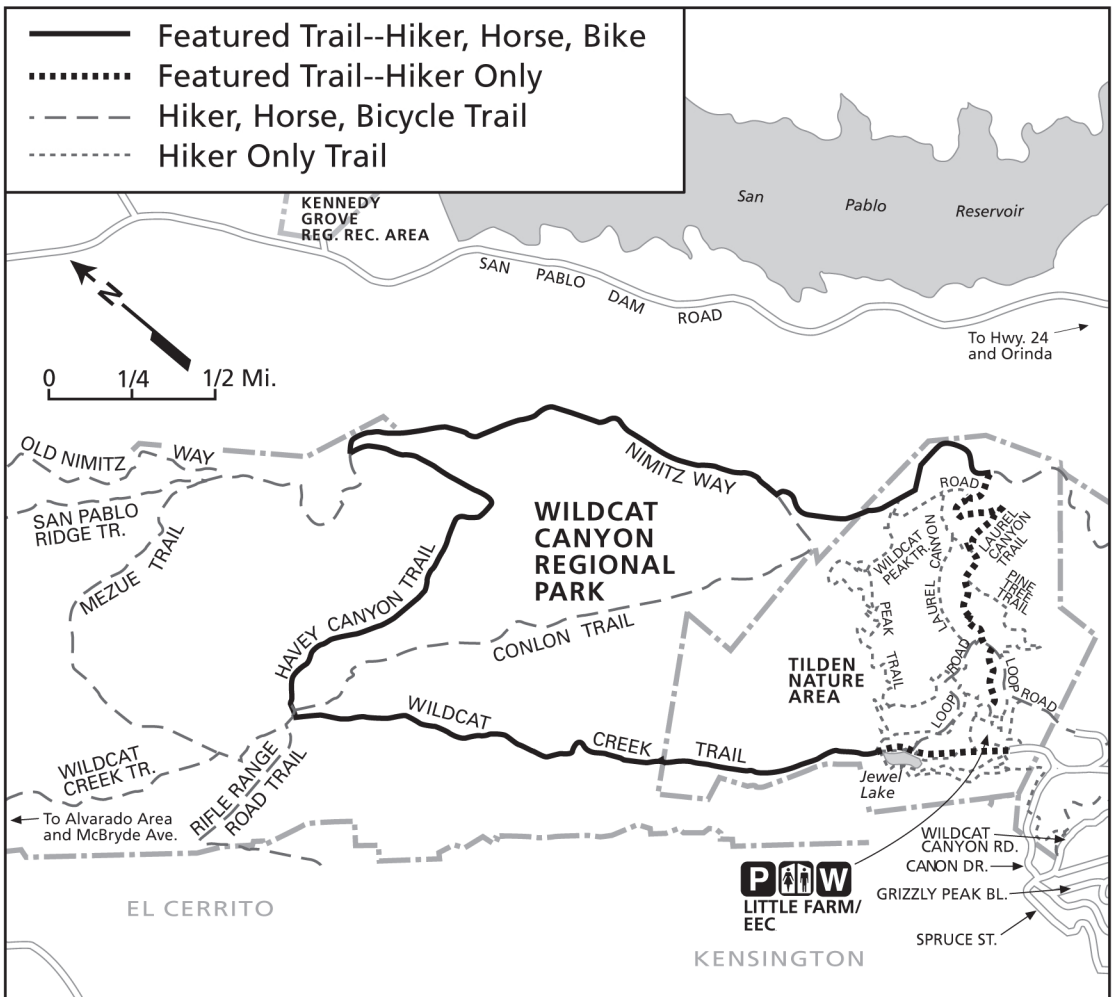 Featured Trail--Hiker, Horse, Bike
Featured Trail--Hiker Only
Hiker, Horse, Bicycle Trail
Hiker Only Trail
KENNEDY
GROVE
REG. REC. AREA
San Pablo Reservoir
SAN PABLO DAM ROAD
To Hwy. 24
and Orinda
N
0 1/4 1/2 Mi.
OLD NIMITZ WAY
SAN PABLO
RIDGE TR.
MEZUE TRAIL
NIMITZ WAY
WILDCAT
CANYON
REGIONAL
PARK
HAVEY CANYON TRAIL
CONLON TRAIL
ROAD
LAUREL
CANYON
TRAIL
WILDCAT
PEAK TR.
LAUREL CANYON
PINE
TREE
TRAIL
PEAK TRAIL
TILDEN
NATURE
AREA
LOOP ROAD
LOOP ROAD
WILDCAT CREEK TRAIL
Jewel
Lake
WILDCAT
CREEK TR.
RIFLE RANGE
ROAD TRAIL
To Alvarado Area
and McBryde Ave.
WILDCAT
CANYON RD.
CANON DR.
GRIZZLY PEAK BL.
SPRUCE ST.
P W
LITTLE FARM/
EEC
EL CERRITO
KENSINGTON